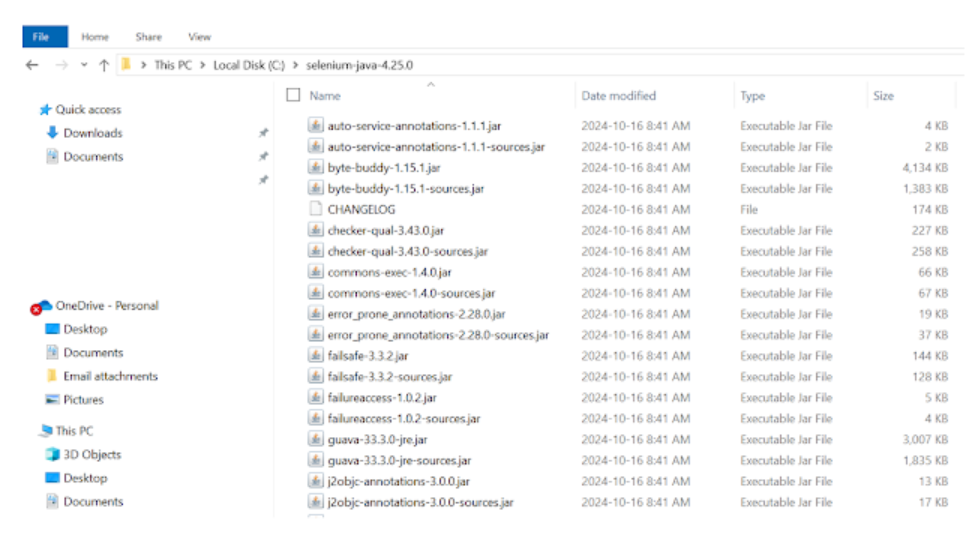 File Home Share View
This PC > Local Disk (C:) > selenium-java-4.25.0
Quick access
Downloads
Documents
OneDrive - Personal
Desktop
Documents
Email attachments
Pictures
This PC
3D Objects
Desktop
Documents
Name Date modified Type Size
auto-service-annotations-1.1.1.jar 2024-10-16 8:41 AM Executable Jar File 4 KB
auto-service-annotations-1.1.1-sources.jar 2024-10-16 8:41 AM Executable Jar File 2 KB
byte-buddy-1.15.1.jar 2024-10-16 8:41 AM Executable Jar File 4,134 KB
byte-buddy-1.15.1-sources.jar 2024-10-16 8:41 AM Executable Jar File 1,383 KB
CHANGELOG 2024-10-16 8:41 AM File 174 KB
checker-qual-3.43.0.jar 2024-10-16 8:41 AM Executable Jar File 227 KB
checker-qual-3.43.0-sources.jar 2024-10-16 8:41 AM Executable Jar File 258 KB
commons-exec-1.4.0.jar 2024-10-16 8:41 AM Executable Jar File 66 KB
commons-exec-1.4.0-sources.jar 2024-10-16 8:41 AM Executable Jar File 67 KB
error_prone_annotations-2.28.0.jar 2024-10-16 8:41 AM Executable Jar File 19 KB
error_prone_annotations-2.28.0-sources.jar 2024-10-16 8:41 AM Executable Jar File 37 KB
failsafe-3.3.2.jar 2024-10-16 8:41 AM Executable Jar File 144 KB
failsafe-3.3.2-sources.jar 2024-10-16 8:41 AM Executable Jar File 128 KB
failureaccess-1.0.2.jar 2024-10-16 8:41 AM Executable Jar File 5 KB
failureaccess-1.0.2-sources.jar 2024-10-16 8:41 AM Executable Jar File 4 KB
guava-33.3.0-jre.jar 2024-10-16 8:41 AM Executable Jar File 3,007 KB
guava-33.3.0-jre-sources.jar 2024-10-16 8:41 AM Executable Jar File 1,835 KB
j2objc-annotations-3.0.0.jar 2024-10-16 8:41 AM Executable Jar File 13 KB
j2objc-annotations-3.0.0-sources.jar 2024-10-16 8:41 AM Executable Jar File 17 KB